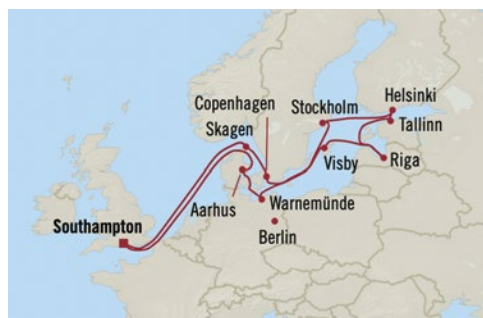 Copenhagen
Skagen
Stockholm
Helsinki
Tallinn
Visby
Riga
Aarhus
Warnemünde
Berlin
Southampton